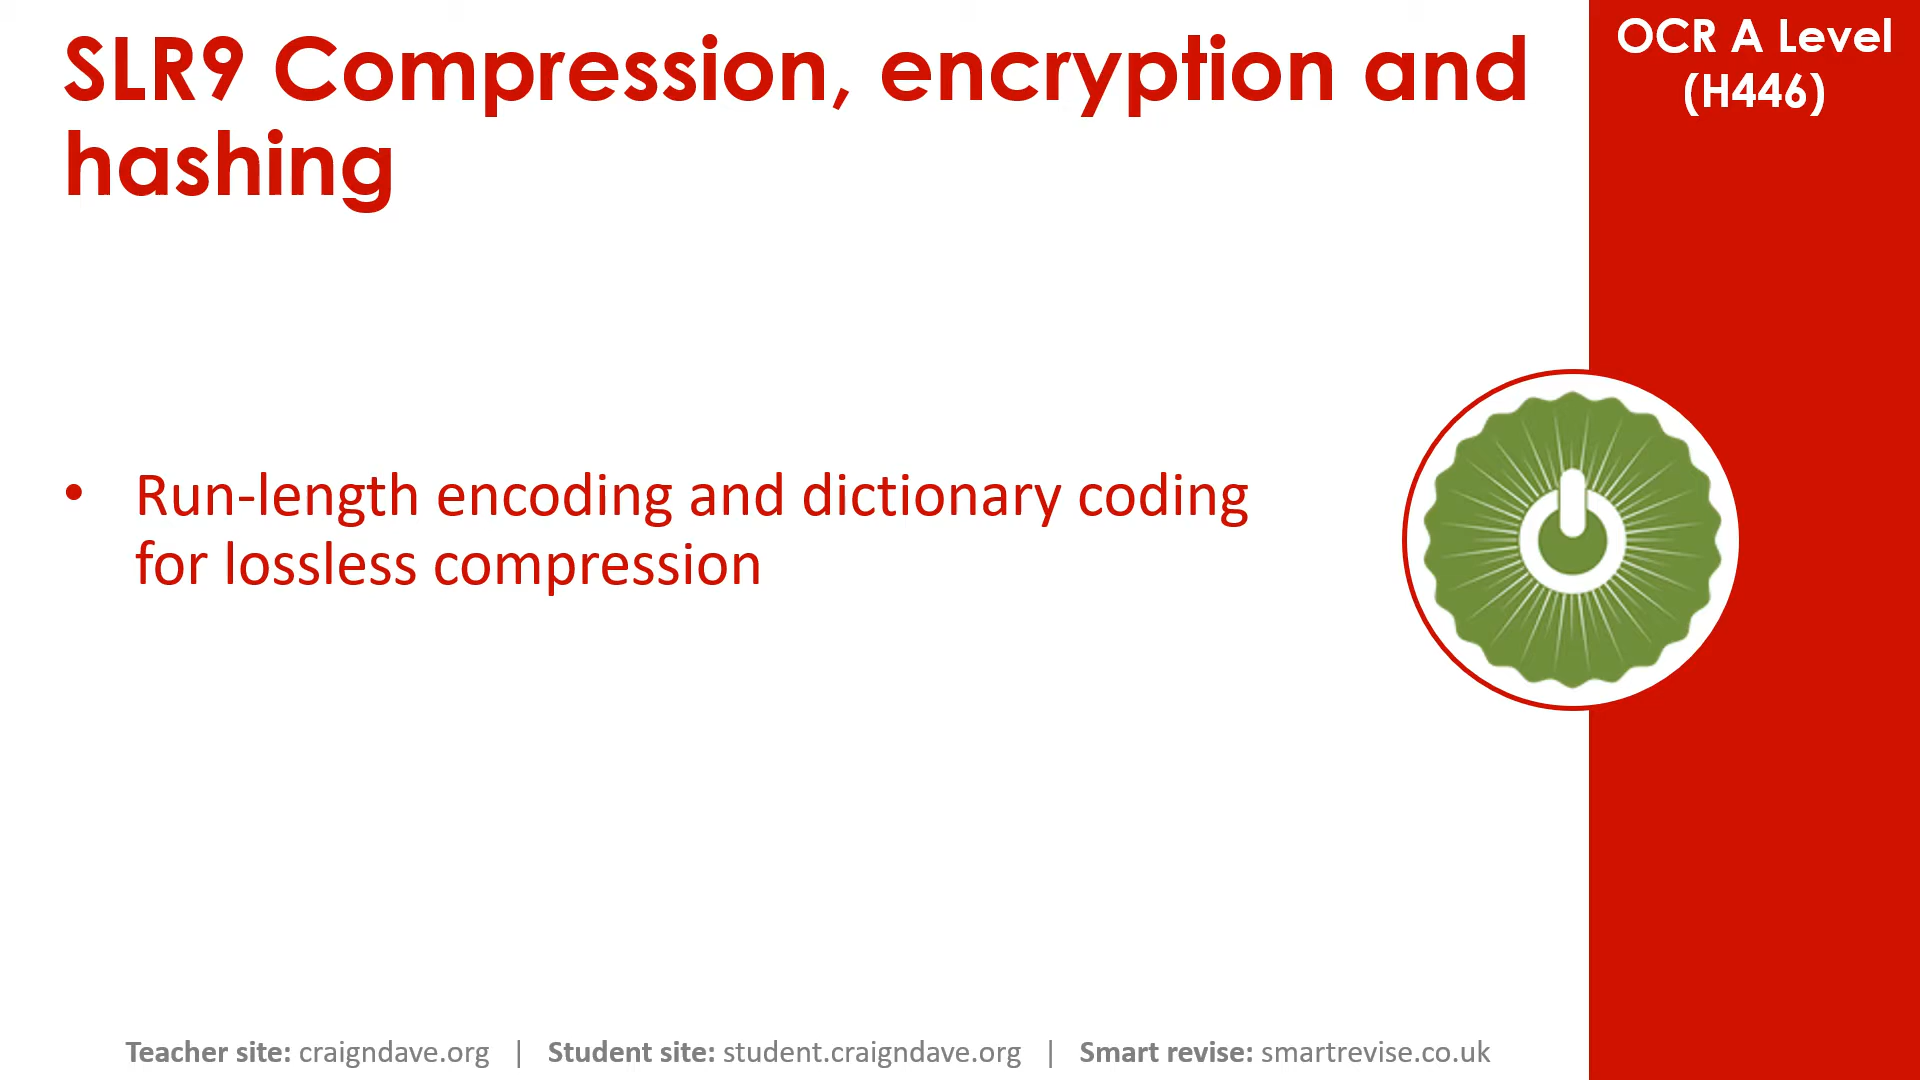 SLR9 Compression, encryption and
hashing
OCR A Level
(H446)
• Run-length encoding and dictionary coding
for lossless compression
Teacher site: craigndave.org | Student site: student.craigndave.org | Smart revise: smartrevise.co.uk